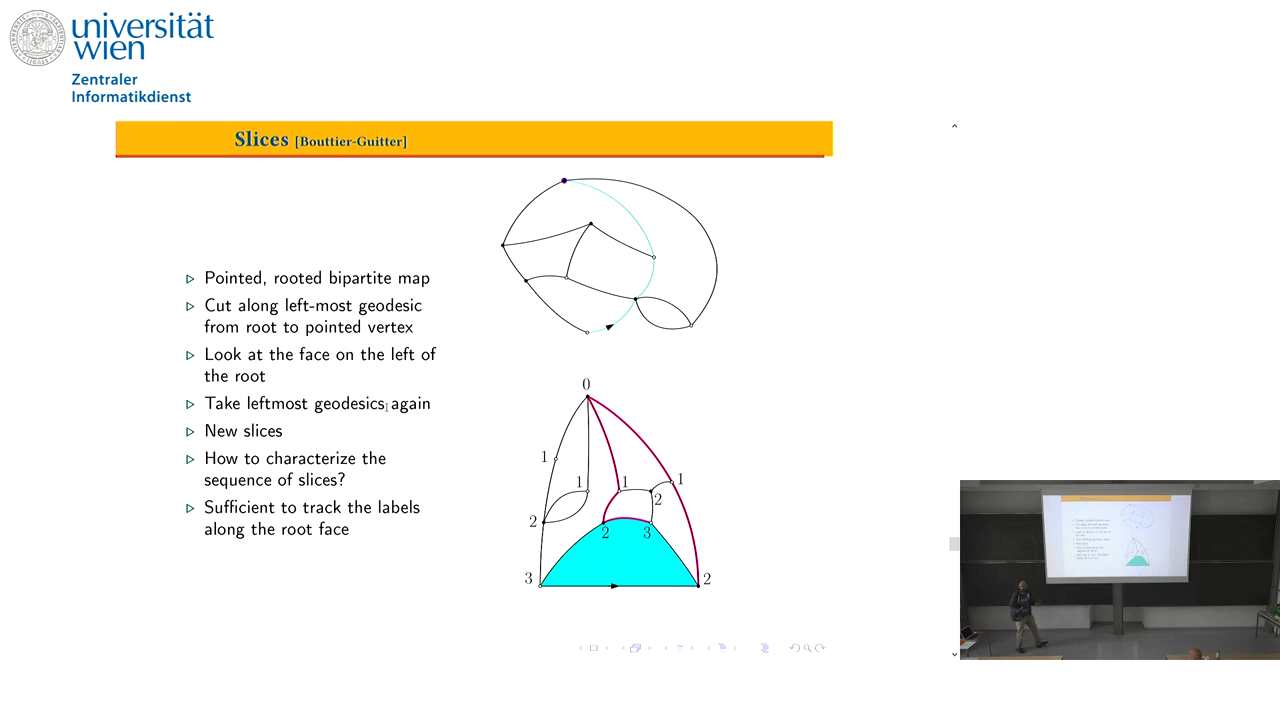 universität
wien
Zentraler
Informatikdienst
Slices [Bouttier-Guitter]
▷ Pointed, rooted bipartite map
▷ Cut along left-most geodesic
from root to pointed vertex
▷ Look at the face on the left of
the root
▷ Take leftmost geodesics again
▷ New slices
▷ How to characterize the
sequence of slices?
▷ Sufficient to track the labels
along the root face
0
1
1 1 1
2
2
2 3
3 2